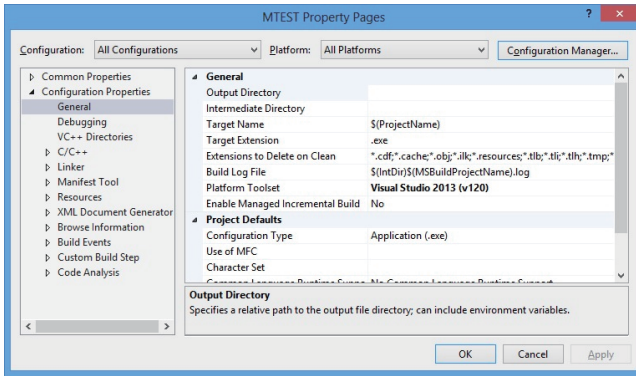 MTEST Property Pages
?
Configuration: All Configurations Platform: All Platforms Configuration Manager...
Common Properties
Configuration Properties
General
Debugging
VC++ Directories
C/C++
Linker
Manifest Tool
Resources
XML Document Generator
Browse Information
Build Events
Custom Build Step
Code Analysis
General
Output Directory
Intermediate Directory
Target Name $(ProjectName)
Target Extension .exe
Extensions to Delete on Clean *.cdf;*.cache;*.obj;*.ilk;*.resources;*.tlb;*.tli;*.tlh;*.tmp;*
Build Log File $(IntDir)$(MSBuildProjectName).log
Platform Toolset Visual Studio 2013 (v120)
Enable Managed Incremental Build No
Project Defaults
Configuration Type Application (.exe)
Use of MFC
Character Set
Common Language Runtime Suppo No Common Language Runtime Support
Output Directory
Specifies a relative path to the output file directory; can include environment variables.
OK Cancel Apply